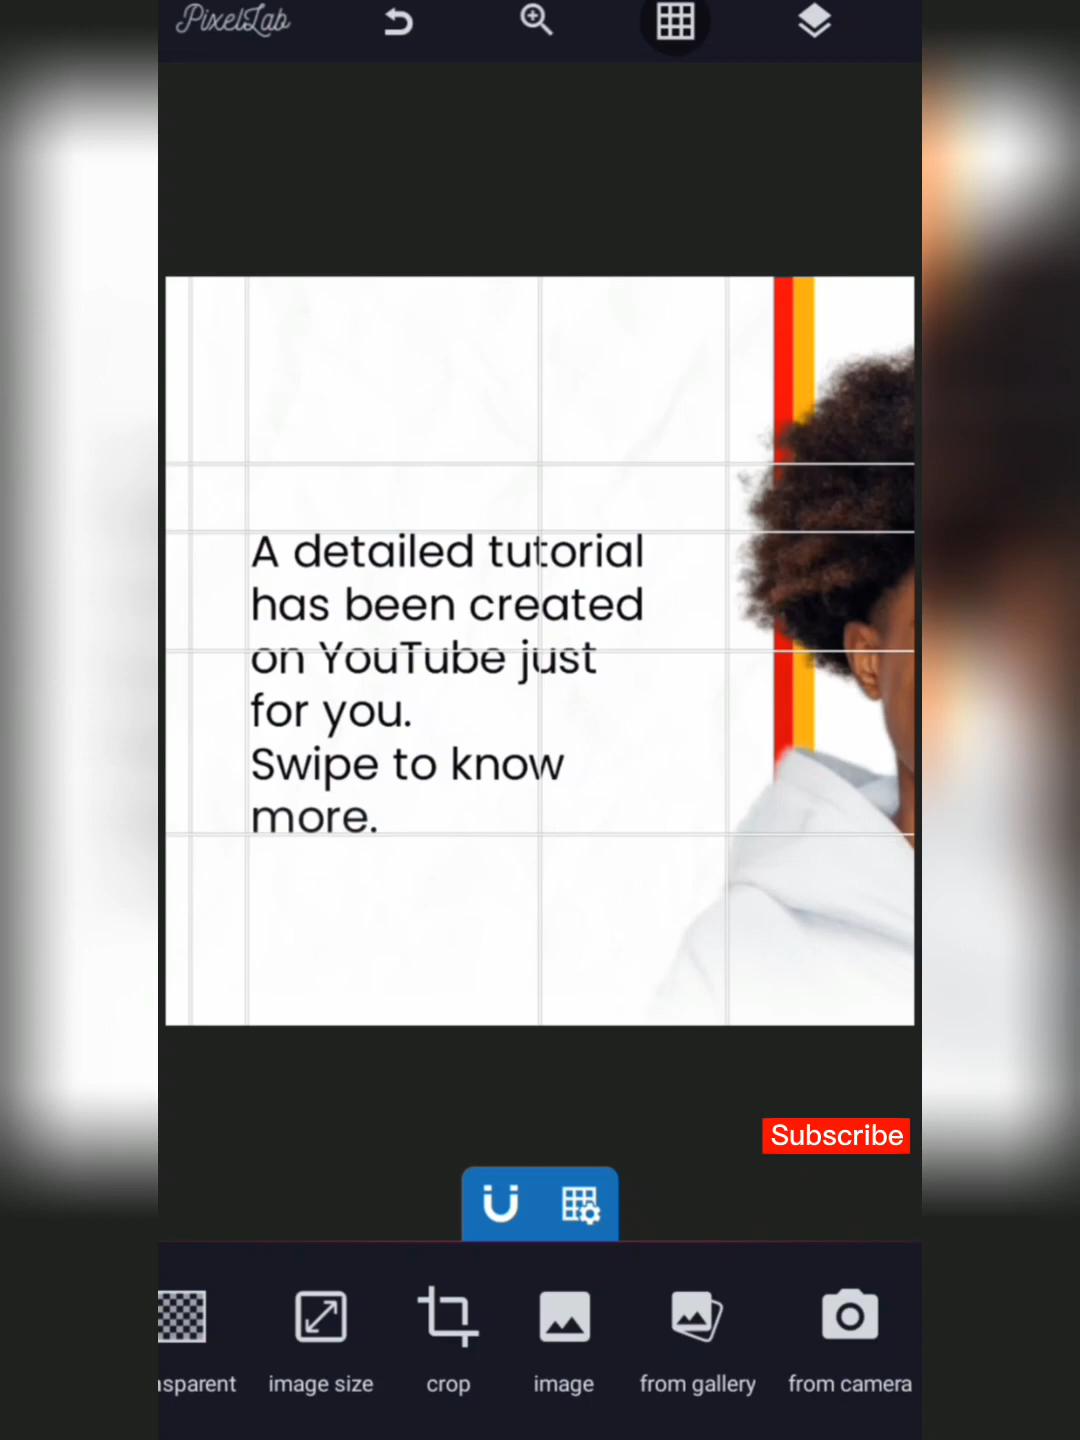 PixelLab
A detailed tutorial
has been created
on YouTube just
for you.
Swipe to know
more.
Subscribe
nsparent
image size
crop
image
from gallery
from camera